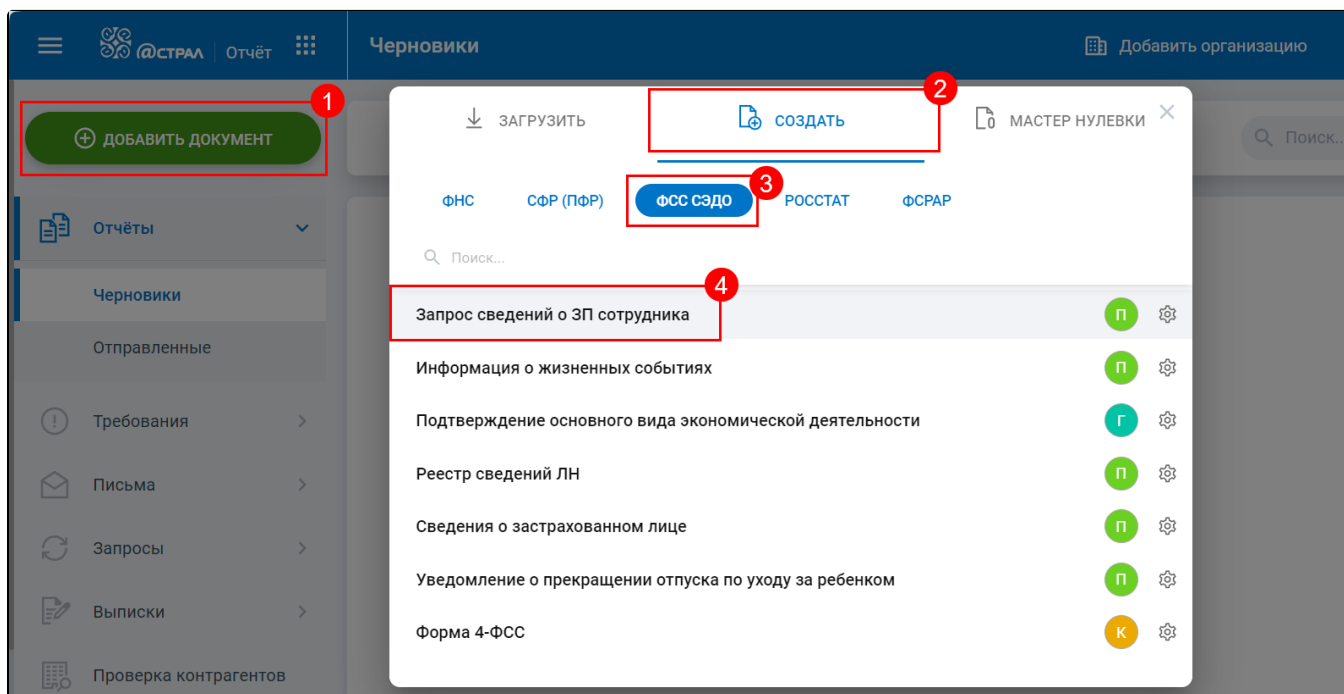 @СТРАЛ | Отчёт
Черновики
Добавить организацию
1
ДОБАВИТЬ ДОКУМЕНТ
2
ЗАГРУЗИТЬ
СОЗДАТЬ
МАСТЕР НУЛЕВКИ
Поиск...
3
ФНС
СФР (ПФР)
ФСС СЭДО
РОССТАТ
ФСРАР
Отчёты
Поиск...
4
Черновики
Запрос сведений о ЗП сотрудника
П
Отправленные
Информация о жизненных событиях
П
Требования
Подтверждение основного вида экономической деятельности
Г
Письма
Реестр сведений ЛН
П
Запросы
Сведения о застрахованном лице
П
Выписки
Уведомление о прекращении отпуска по уходу за ребенком
П
Форма 4-ФСС
К
Проверка контрагентов